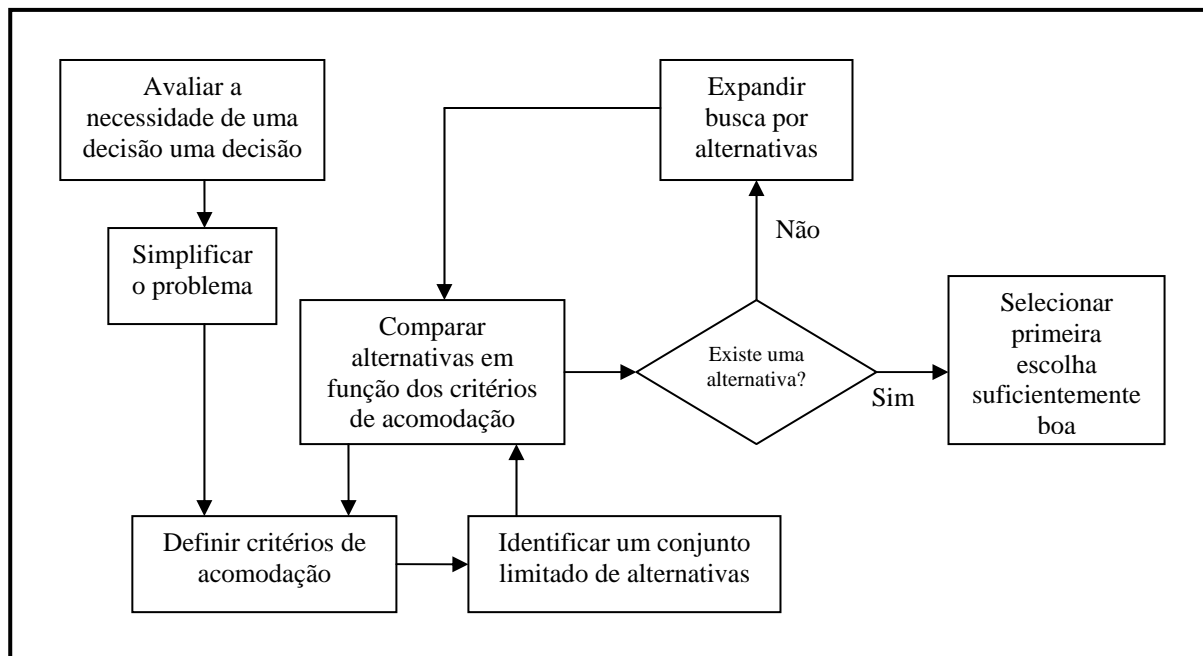 Avaliar a
necessidade de uma
decisão uma decisão
Simplificar
o problema
Definir critérios de
acomodação
Identificar um conjunto
limitado de alternativas
Comparar
alternativas em
função dos critérios
de acomodação
Existe uma
alternativa?
Não
Expandir
busca por
alternativas
Sim
Selecionar
primeira
escolha
suficientemente
boa